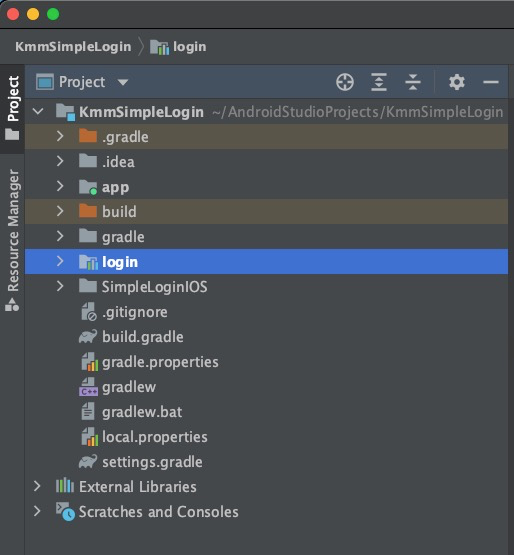 KmmSimpleLogin login
Project
Project
Resource Manager
KmmSimpleLogin ~/AndroidStudioProjects/KmmSimpleLogin
.gradle
.idea
app
build
gradle
login
SimpleLoginIOS
.gitignore
build.gradle
gradle.properties
C++ gradlew
gradlew.bat
local.properties
settings.gradle
External Libraries
Scratches and Consoles